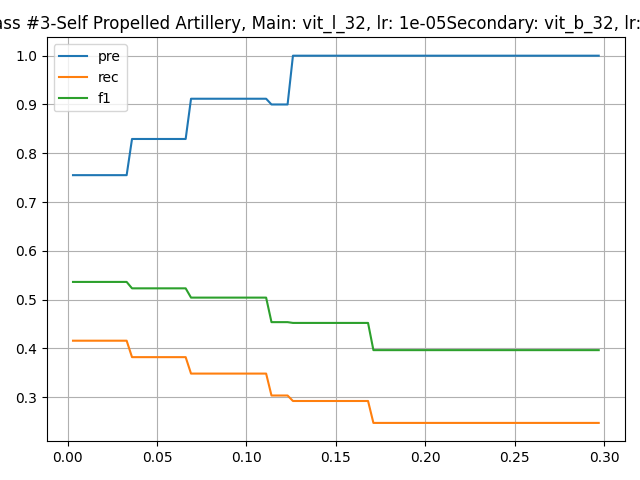 ass #3-Self Propelled Artillery, Main: vit_l_32, lr: 1e-05Secondary: vit_b_32, lr:
pre
rec
f1
1.0
0.9
0.8
0.7
0.6
0.5
0.4
0.3
0.00 0.05 0.10 0.15 0.20 0.25 0.30